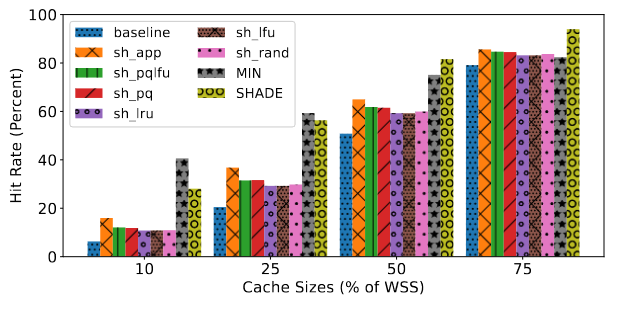 100
80
60
40
20
0
Hit Rate (Percent)
baseline
sh_app
sh_pqlfu
sh_pq
sh_lru
sh_lfu
sh_rand
MIN
SHADE
10
25
50
75
Cache Sizes (% of WSS)